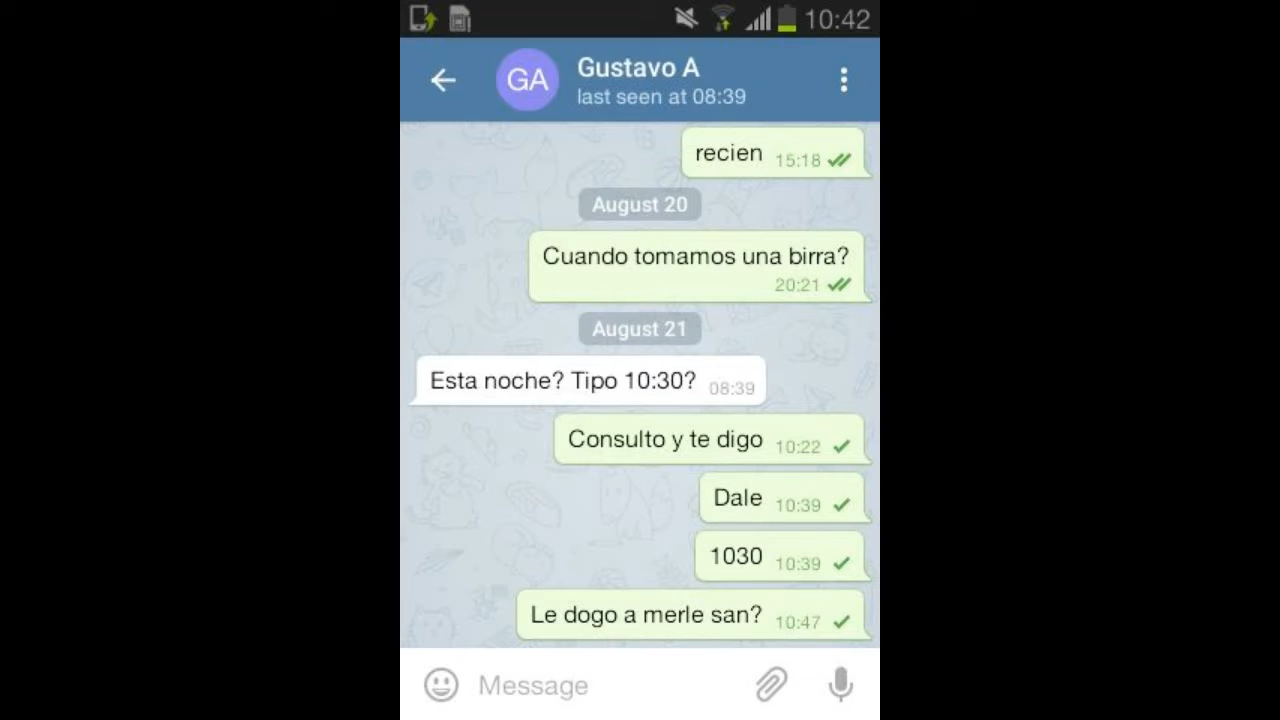 10:42
GA
Gustavo A
last seen at 08:39
recien 15:18
August 20
Cuando tomamos una birra?
20:21
August 21
Esta noche? Tipo 10:30? 08:39
Consulto y te digo 10:22
Dale 10:39
1030 10:39
Le dogo a merle san? 10:47
Message